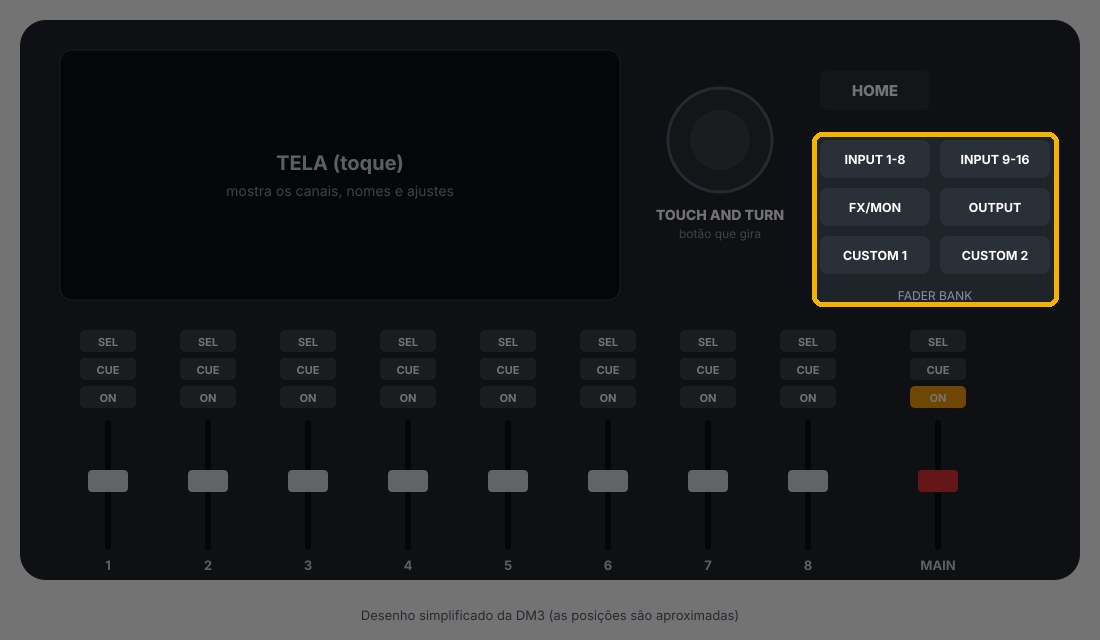 TELA (toque)
mostra os canais, nomes e ajustes
TOUCH AND TURN
botão que gira
HOME
INPUT 1-8 INPUT 9-16
FX/MON OUTPUT
CUSTOM 1 CUSTOM 2
FADER BANK
SEL SEL SEL SEL SEL SEL SEL SEL SEL
CUE CUE CUE CUE CUE CUE CUE CUE CUE
ON ON ON ON ON ON ON ON ON
1 2 3 4 5 6 7 8 MAIN
Desenho simplificado da DM3 (as posições são aproximadas)